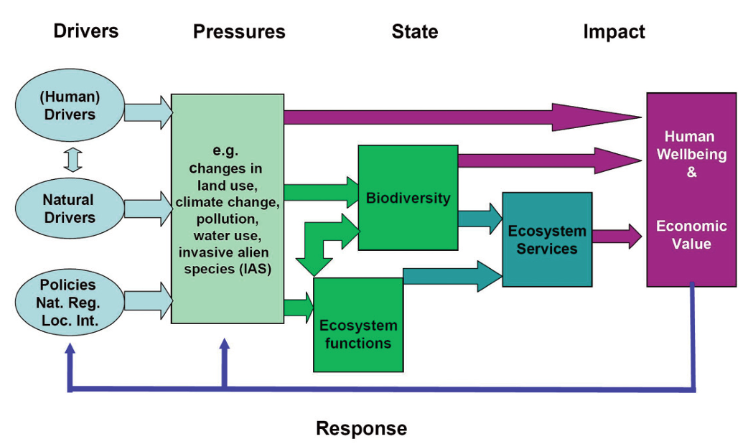 Drivers
Pressures
State
Impact
(Human)
Drivers
Natural
Drivers
Policies
Nat. Reg.
Loc. Int.
e.g.
changes in
land use,
climate change,
pollution,
water use,
invasive alien
species (IAS)
Biodiversity
Ecosystem
functions
Ecosystem
Services
Human
Wellbeing
&
Economic
Value
Response